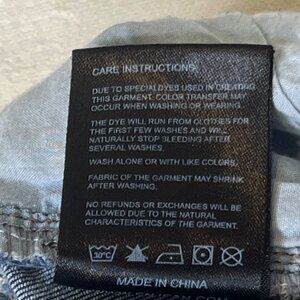 CARE INSTRUCTIONS
DUE TO SPECIAL DYES USED IN CREATING
THIS GARMENT, COLOR TRANSFER MAY
OCCUR WHEN WASHING OR WEARING.
THE DYE WILL RUN FROM CLOTHES FOR
THE FIRST FEW WASHES AND WILL
NATURALLY STOP BLEEDING AFTER
SEVERAL WASHES.
WASH ALONE OR WITH LIKE COLORS.
FABRIC OF THE GARMENT MAY SHRINK
AFTER WASHING.
NO REFUNDS OR EXCHANGES WILL BE
ALLOWED DUE TO THE NATURAL
CHARACTERISTICS OF THE GARMENT.
30°C
MADE IN CHINA